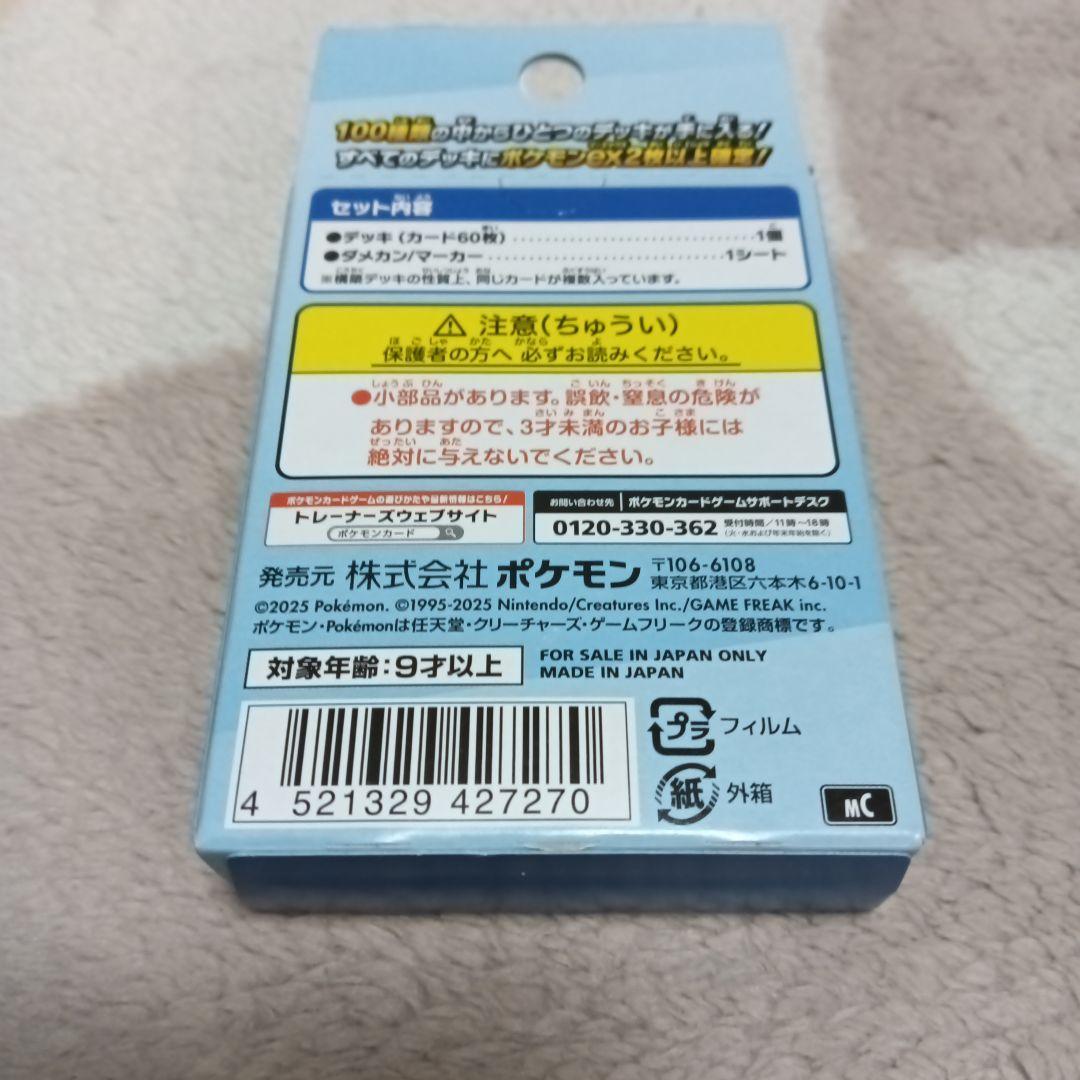 100種類の中からひとつのデッキが手に入る!
すべてのデッキにポケモンex2枚以上確定!
セット内容
●デッキ(カード60枚)……………………1個
●ダメカン/マーカー……………………1シート
※構築デッキの性質上、同じカードが複数入っています。
⚠ 注意(ちゅうい)
保護者の方へ 必ずお読みください。
●小部品があります。誤飲・窒息の危険が
ありますので、3才未満のお子様には
絶対に与えないでください。
ポケモンカードゲームの遊びかたや最新情報はこちら!
トレーナーズウェブサイト
ポケモンカード
お問い合わせ先 ポケモンカードゲームサポートデスク
0120-330-362 受付時間/11時~18時
(火・水および年末年始を除く)
発売元 株式会社 ポケモン 〒106-6108
東京都港区六本木6-10-1
©2025 Pokémon. ©1995-2025 Nintendo/Creatures Inc./GAME FREAK inc.
ポケモン・Pokémonは任天堂・クリーチャーズ・ゲームフリークの登録商標です。
対象年齢:9才以上
FOR SALE IN JAPAN ONLY
MADE IN JAPAN
4 521329 427270
プラ フィルム
紙 外箱
MC